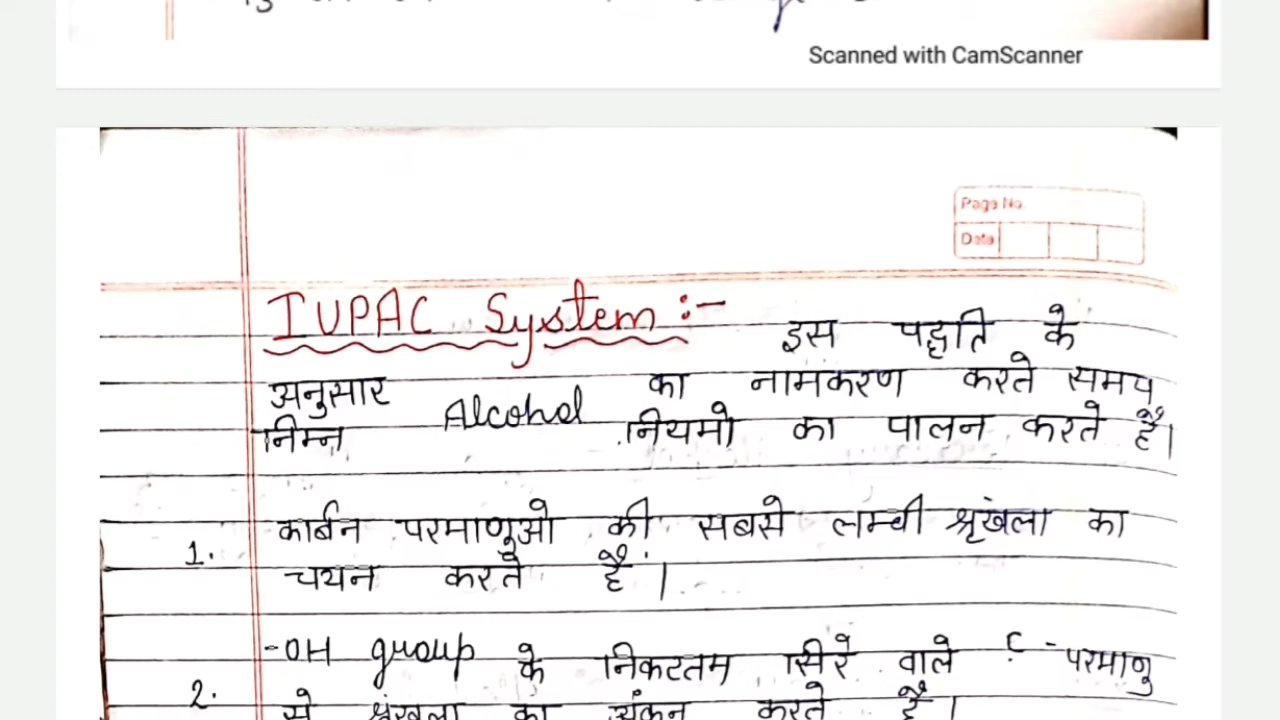 Scanned with CamScanner
Page No.
Date
IUPAC System :- इस पद्धति के
अनुसार Alcohol का नामकरण करते समय
निम्न नियमो का पालन करते हैं।
1. कार्बन परमाणुओ की सबसे लम्बी श्रृखंला का
चयन करते हैं।
2. -OH group के निकटतम सिरे वाले C-परमाणु
से श्रृंखला का अंकन करते हैं।